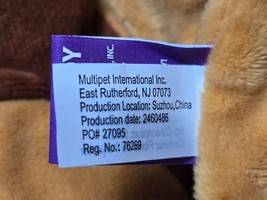 Y
INC.
Multipet International Inc.
East Rutherford, NJ 07073
Production Location: Suzhou,China
Production date: 2460486
PO# 27095
Reg. No.: 76269